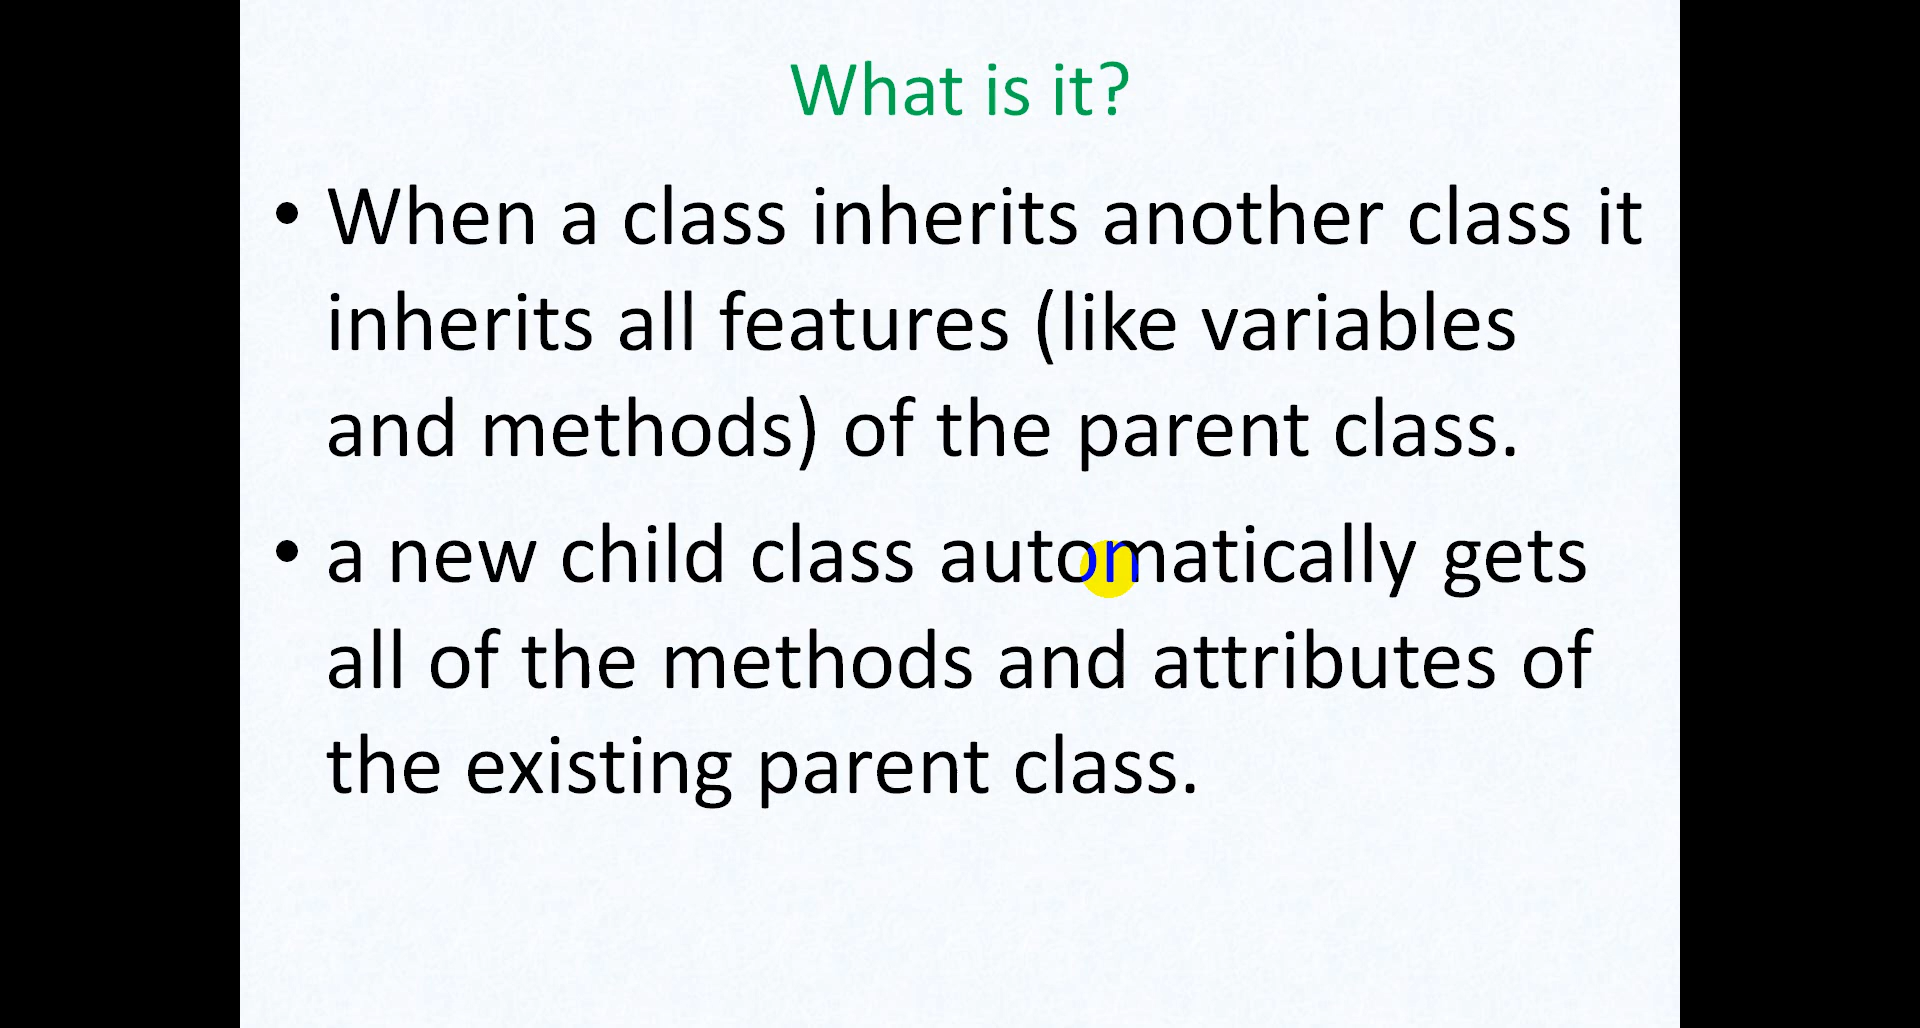 What is it?
• When a class inherits another class it
inherits all features (like variables
and methods) of the parent class.
• a new child class automatically gets
all of the methods and attributes of
the existing parent class.